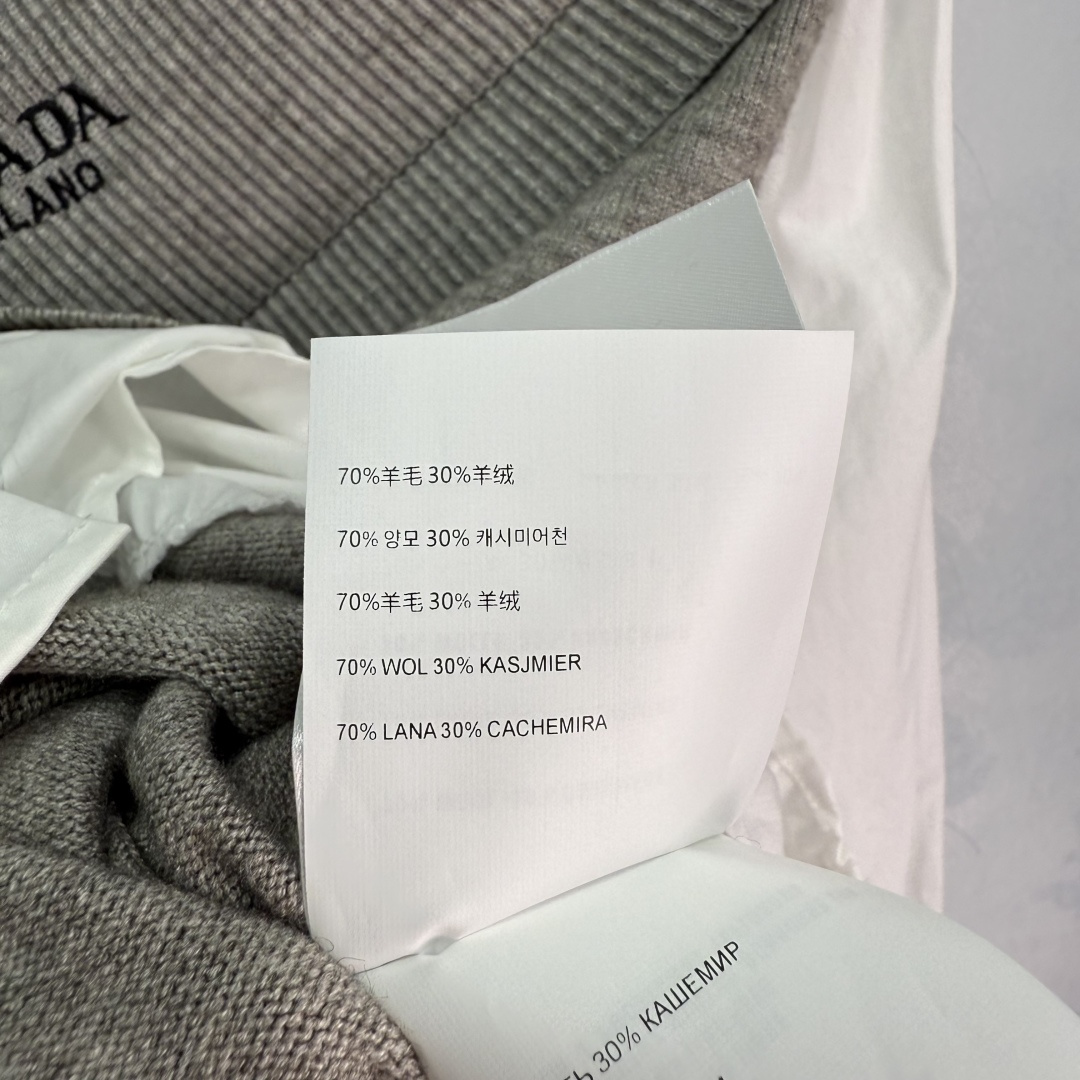 ADA
LANO
70%羊毛 30%羊绒
70% 양모 30% 캐시미어천
70%羊毛 30% 羊绒
70% WOL 30% KASJMIER
70% LANA 30% CACHEMIRA
Ь 30% КАШЕМИР